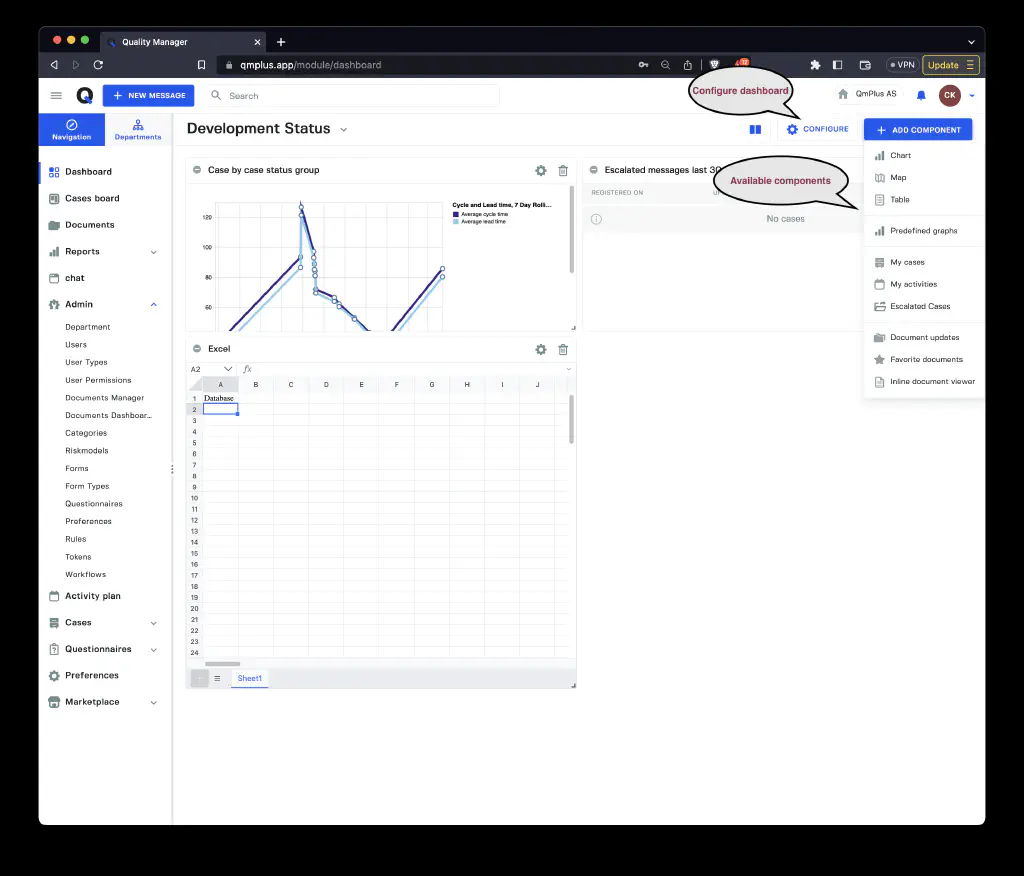 Quality Manager
qmplus.app/module/dashboard
VPN
Update
NEW MESSAGE
Search
Configure dashboard
QmPlus AS
CK
Navigation
Departments
Development Status
CONFIGURE
ADD COMPONENT
Dashboard
Cases board
Documents
Reports
chat
Admin
Department
Users
User Types
User Permissions
Documents Manager
Documents Dashboar...
Categories
Riskmodels
Forms
Form Types
Questionnaires
Preferences
Rules
Tokens
Workflows
Activity plan
Cases
Questionnaires
Preferences
Marketplace
Case by case status group
120
100
80
60
Cycle and Lead time, 7 Day Rolli...
Average cycle time
Average lead time
Escalated messages last 30
REGISTERED ON
No cases
Available components
Chart
Map
Table
Predefined graphs
My cases
My activities
Escalated Cases
Document updates
Favorite documents
Inline document viewer
Excel
A2 fx
A B C D E F G H I J
1 Database
2
3
4
5
6
7
8
9
10
11
12
13
14
15
16
17
18
19
20
21
22
23
24
Sheet1